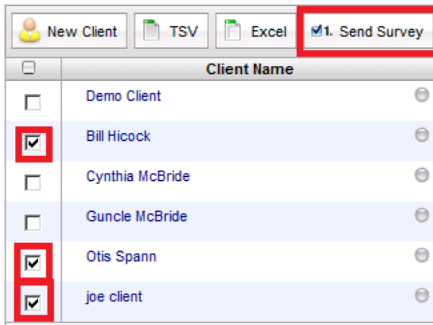 New Client TSV Excel 1. Send Survey
Client Name
Demo Client
Bill Hicock
Cynthia McBride
Guncle McBride
Otis Spann
joe client